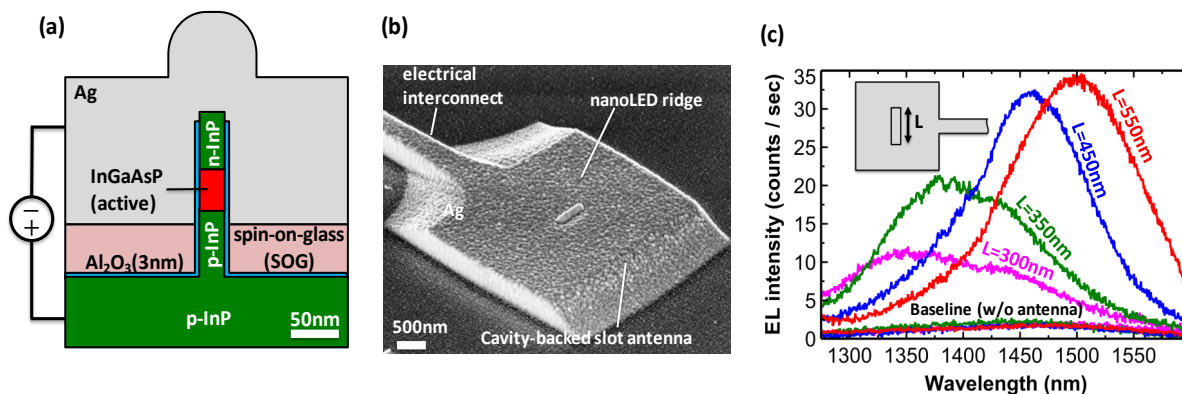 (a)
Ag
n-InP
InGaAsP
(active)
p-InP
Al₂O₃(3nm)
spin-on-glass
(SOG)
p-InP
50nm
−
+
(b)
electrical
interconnect
nanoLED ridge
Ag
500nm
Cavity-backed slot antenna
(c)
EL intensity (counts / sec)
35
30
25
20
15
10
5
0
L
L=550nm
L=450nm
L=350nm
L=300nm
Baseline (w/o antenna)
1300 1350 1400 1450 1500 1550
Wavelength (nm)